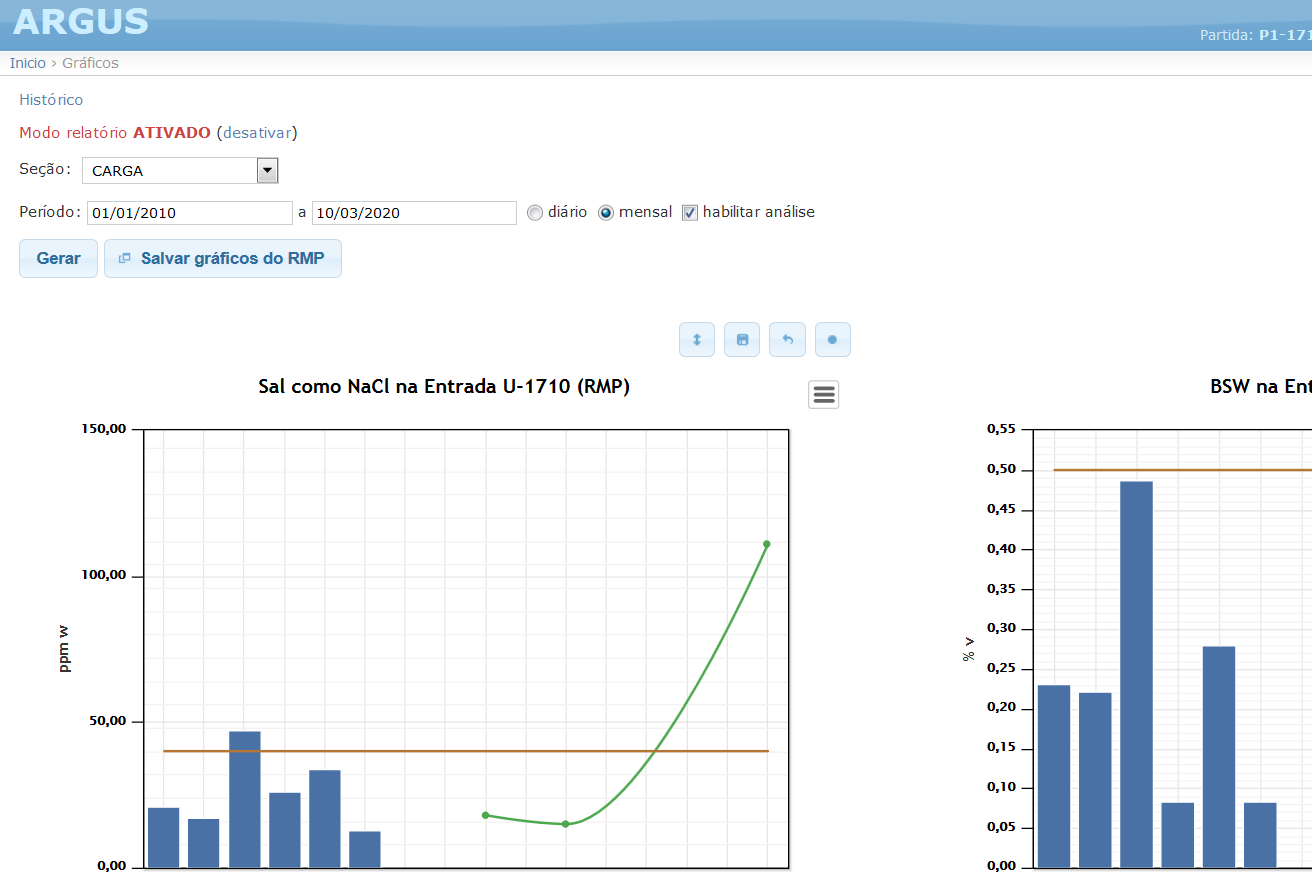 ARGUS
Partida: P1-171
Inicio › Gráficos
Histórico
Modo relatório ATIVADO (desativar)
Seção: CARGA
Período: 01/01/2010 a 10/03/2020 diário mensal habilitar análise
Gerar Salvar gráficos do RMP
Sal como NaCl na Entrada U-1710 (RMP)
150,00
100,00
50,00
0,00
ppm w
BSW na Ent
0,55
0,50
0,45
0,40
0,35
0,30
0,25
0,20
0,15
0,10
0,05
0,00
% v